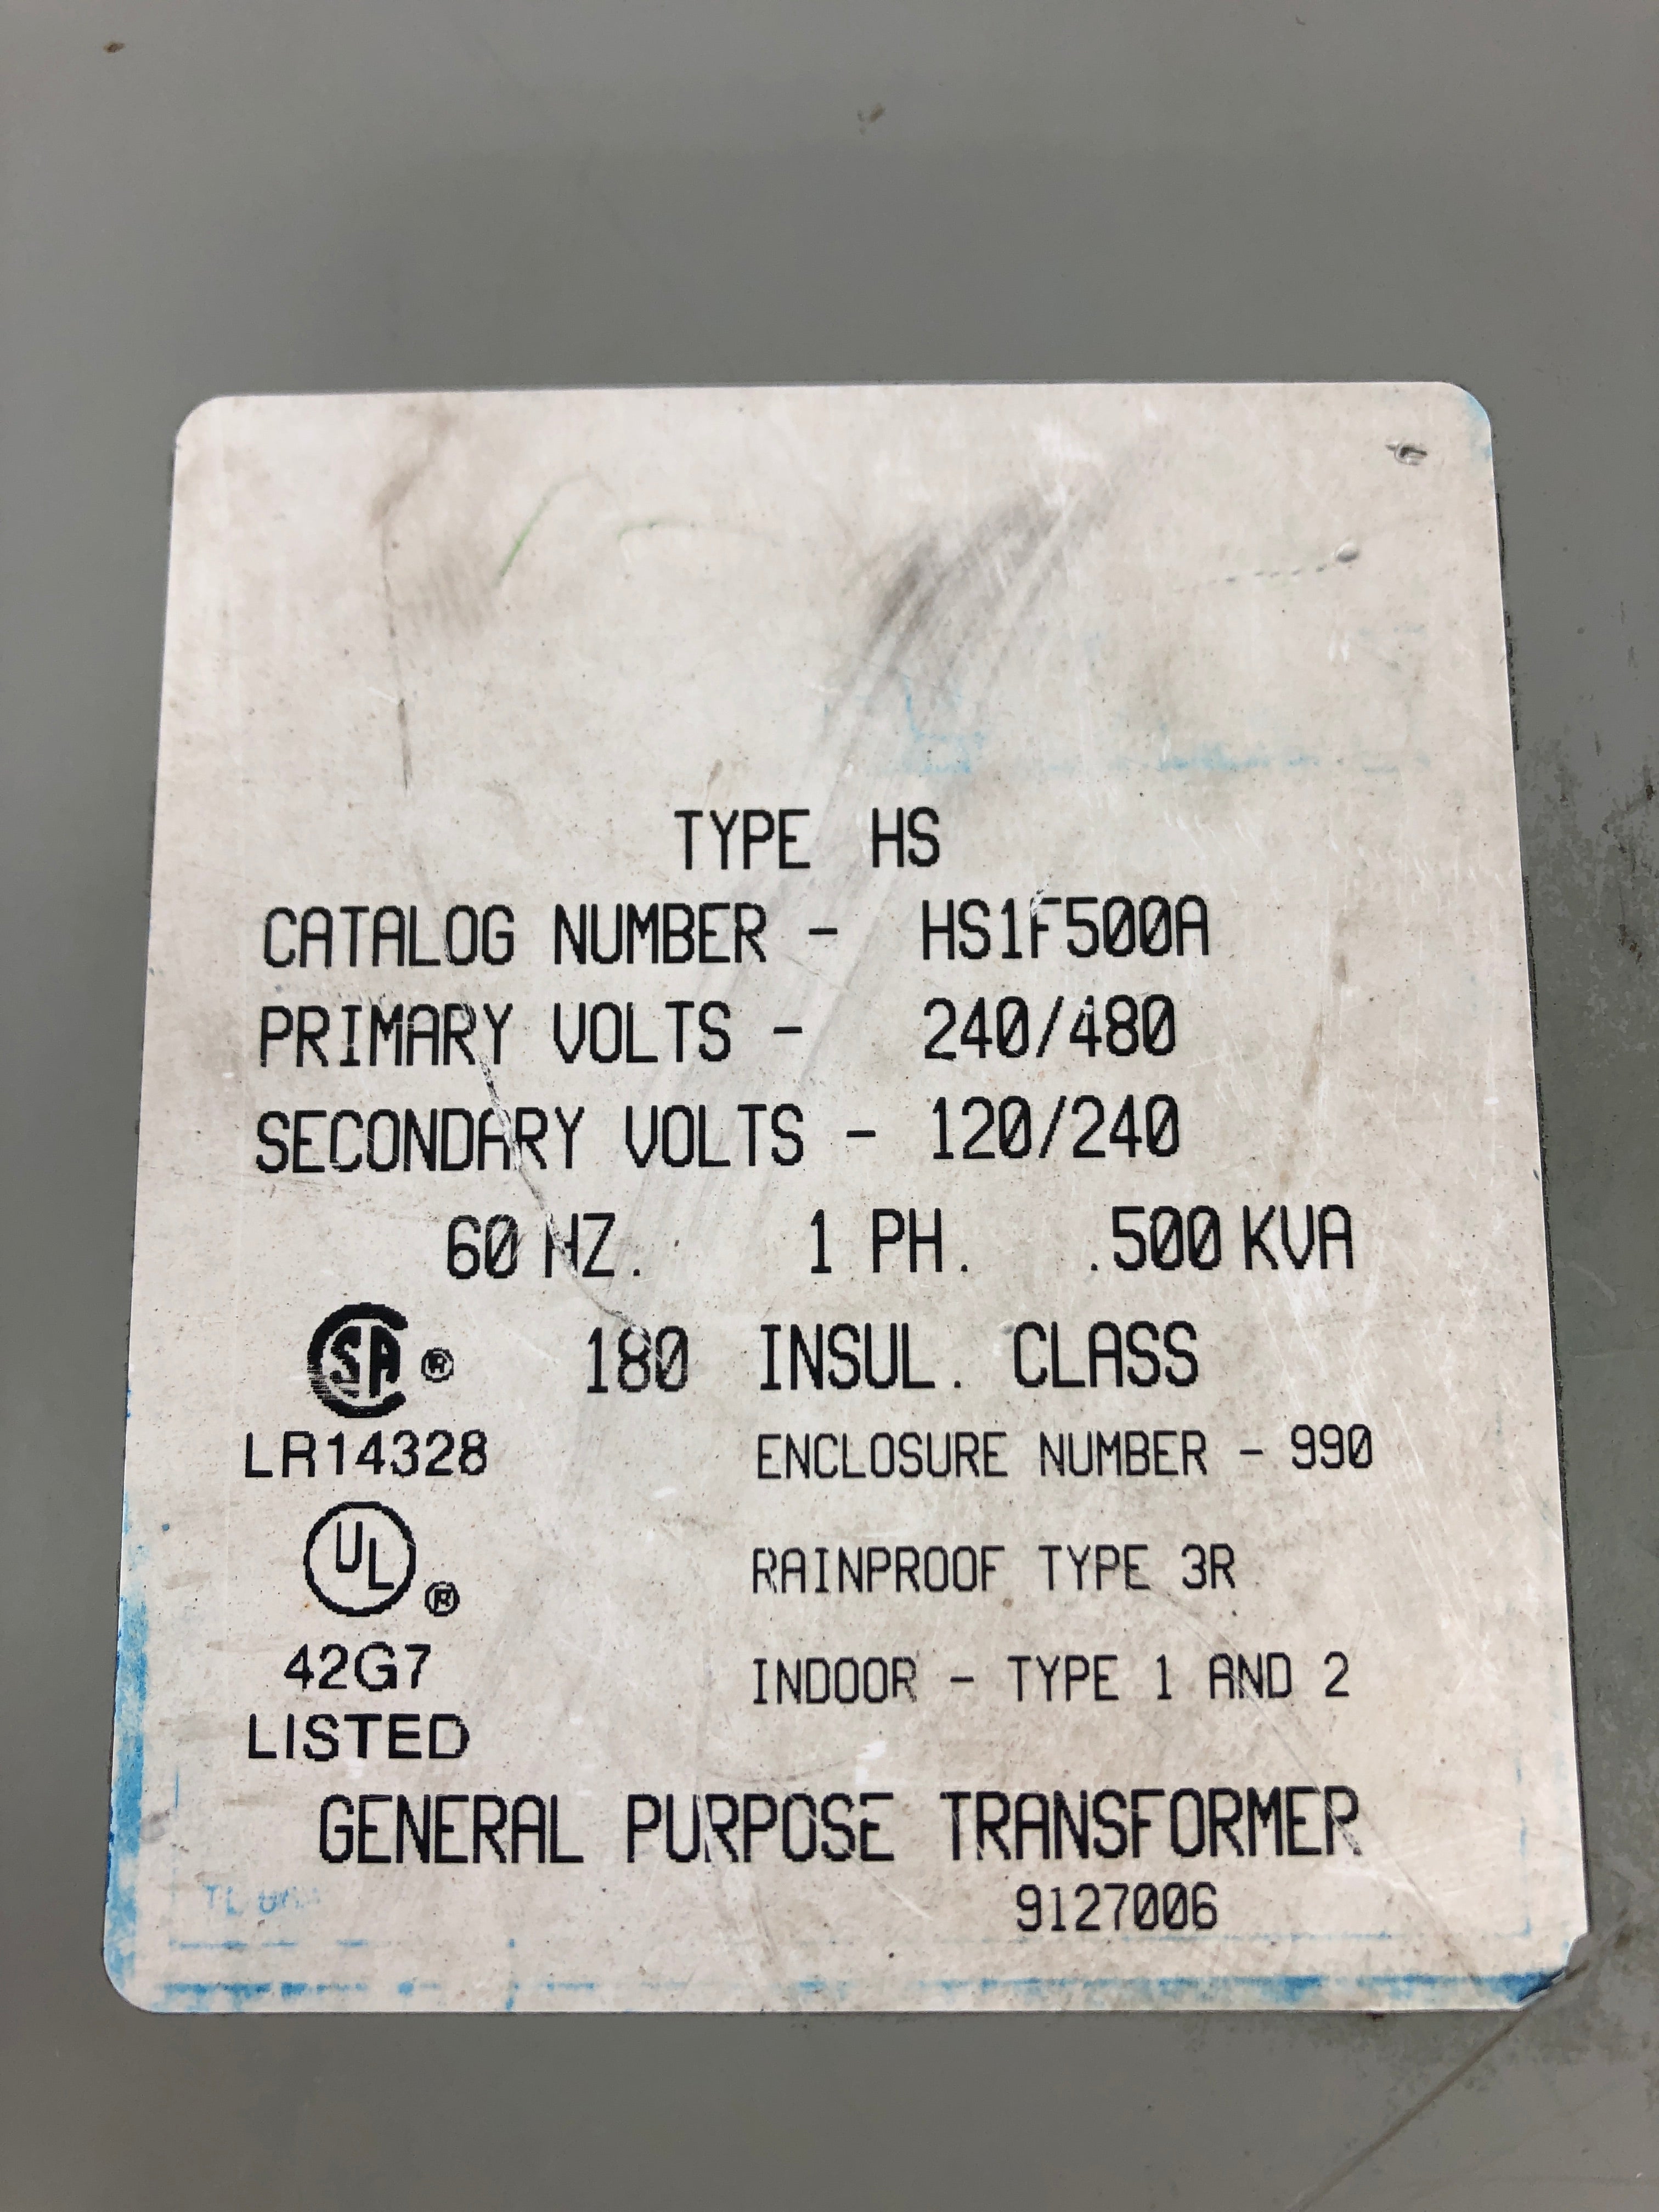 TYPE HS
CATALOG NUMBER - HS1F500A
PRIMARY VOLTS - 240/480
SECONDARY VOLTS - 120/240
60 HZ. 1 PH. .500 KVA
SA ® 180 INSUL. CLASS
LR14328
ENCLOSURE NUMBER - 990
UL ®
RAINPROOF TYPE 3R
42G7
INDOOR - TYPE 1 AND 2
LISTED
GENERAL PURPOSE TRANSFORMER
9127006